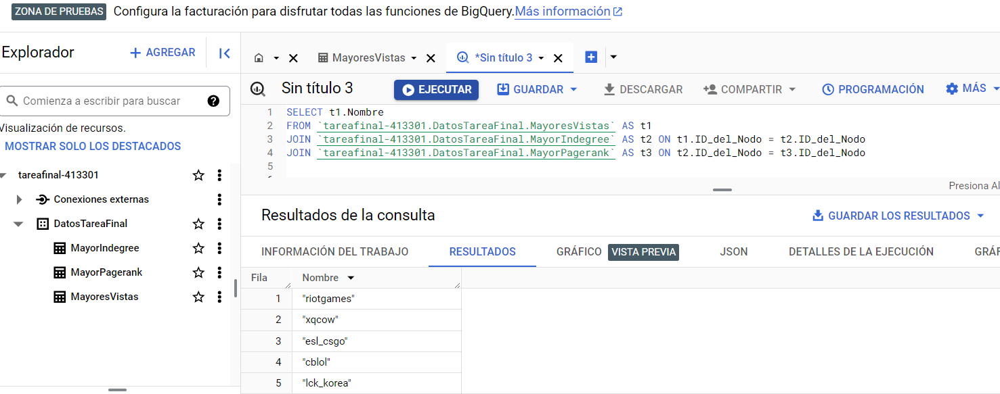 ZONA DE PRUEBAS Configura la facturación para disfrutar todas las funciones de BigQuery.Más información
Explorador
+ AGREGAR
Comienza a escribir para buscar
Visualización de recursos.
MOSTRAR SOLO LOS DESTACADOS
tareafinal-413301
Conexiones externas
DatosTareaFinal
MayorIndegree
MayorPagerank
MayoresVistas
MayoresVistas
*Sin título 3
Sin título 3 EJECUTAR GUARDAR DESCARGAR COMPARTIR PROGRAMACIÓN MÁS
1 SELECT t1.Nombre
2 FROM `tareafinal-413301.DatosTareaFinal.MayoresVistas` AS t1
3 JOIN `tareafinal-413301.DatosTareaFinal.MayorIndegree` AS t2 ON t1.ID_del_Nodo = t2.ID_del_Nodo
4 JOIN `tareafinal-413301.DatosTareaFinal.MayorPagerank` AS t3 ON t2.ID_del_Nodo = t3.ID_del_Nodo
5
Presiona Al
Resultados de la consulta
GUARDAR LOS RESULTADOS
INFORMACIÓN DEL TRABAJO RESULTADOS GRÁFICO VISTA PREVIA JSON DETALLES DE LA EJECUCIÓN GRÁF
Fila Nombre
1 "riotgames"
2 "xqcow"
3 "esl_csgo"
4 "cblol"
5 "lck_korea"